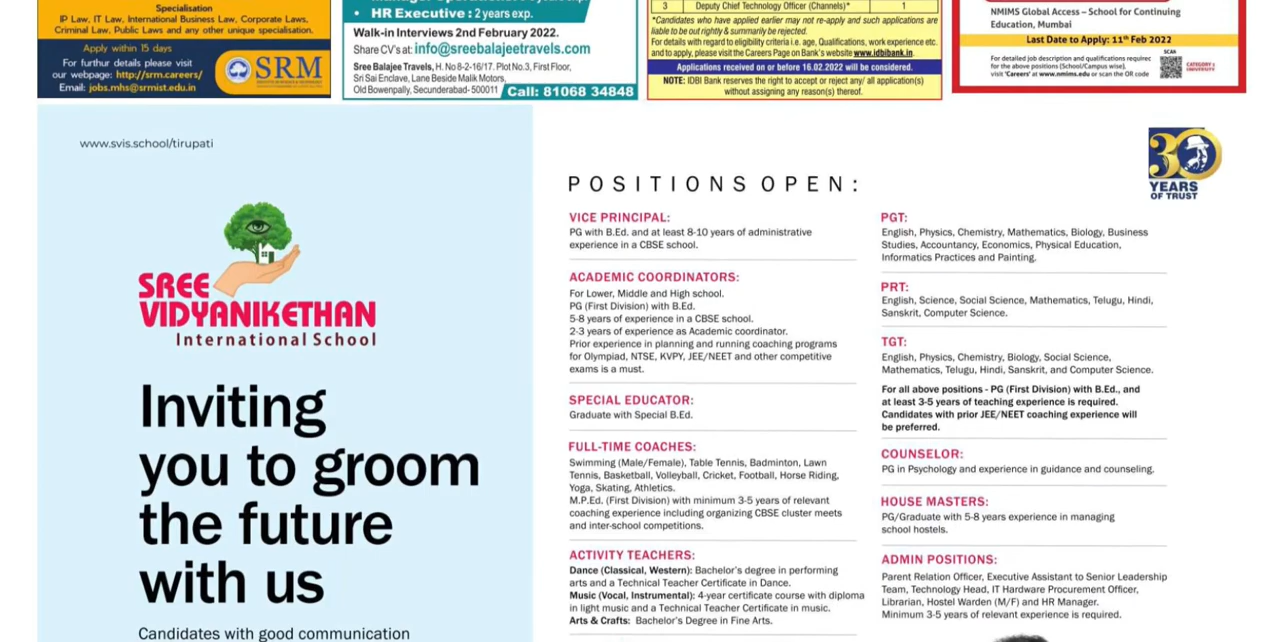 Specialisation
IP Law, IT Law, International Business Law, Corporate Laws,
Criminal Law, Public Laws and any other unique specialisation.
Apply within 15 days
For furthur details please visit
our webpage: http://srm.careers/
Email: jobs.mhs@srmist.edu.in
SRM
• HR Executive : 2 years exp.
Walk-in Interviews 2nd February 2022.
Share CV's at: info@sreebalajeetravels.com
Sree Balajee Travels, H. No 8-2-16/17. Plot No.3, First Floor,
Sri Sai Enclave, Lane Beside Malik Motors,
Old Bowenpally, Secunderabad- 500011 Call: 81068 34848
3 Deputy Chief Technology Officer (Channels)* 1
*Candidates who have applied earlier may not re-apply and such applications are
liable to be out rightly & summarily be rejected.
For details with regard to eligibility criteria i.e. age, Qualifications, work experience etc.
and to apply, please visit the Careers Page on Bank's website www.idbibank.in.
Applications received on or before 16.02.2022 will be considered.
NOTE: IDBI Bank reserves the right to accept or reject any/ all application(s)
without assigning any reason(s) thereof.
NMIMS Global Access – School for Continuing
Education, Mumbai
Last Date to Apply: 11th Feb 2022
For detailed job description and qualifications required
for the above positions (School/Campus wise),
visit 'Careers' at www.nmims.edu or scan the QR code
SCAN
CATEGORY 1
UNIVERSITY
www.svis.school/tirupati
SREE
VIDYANIKETHAN
International School
Inviting
you to groom
the future
with us
Candidates with good communication
30
YEARS
OF TRUST
POSITIONS OPEN:
VICE PRINCIPAL:
PG with B.Ed. and at least 8-10 years of administrative
experience in a CBSE school.
ACADEMIC COORDINATORS:
For Lower, Middle and High school.
PG (First Division) with B.Ed.
5-8 years of experience in a CBSE school.
2-3 years of experience as Academic coordinator.
Prior experience in planning and running coaching programs
for Olympiad, NTSE, KVPY, JEE/NEET and other competitive
exams is a must.
SPECIAL EDUCATOR:
Graduate with Special B.Ed.
FULL-TIME COACHES:
Swimming (Male/Female), Table Tennis, Badminton, Lawn
Tennis, Basketball, Volleyball, Cricket, Football, Horse Riding,
Yoga, Skating, Athletics.
M.P.Ed. (First Division) with minimum 3-5 years of relevant
coaching experience including organizing CBSE cluster meets
and inter-school competitions.
ACTIVITY TEACHERS:
Dance (Classical, Western): Bachelor's degree in performing
arts and a Technical Teacher Certificate in Dance.
Music (Vocal, Instrumental): 4-year certificate course with diploma
in light music and a Technical Teacher Certificate in music.
Arts & Crafts: Bachelor's Degree in Fine Arts.
PGT:
English, Physics, Chemistry, Mathematics, Biology, Business
Studies, Accountancy, Economics, Physical Education,
Informatics Practices and Painting.
PRT:
English, Science, Social Science, Mathematics, Telugu, Hindi,
Sanskrit, Computer Science.
TGT:
English, Physics, Chemistry, Biology, Social Science,
Mathematics, Telugu, Hindi, Sanskrit, and Computer Science.
For all above positions - PG (First Division) with B.Ed., and
at least 3-5 years of teaching experience is required.
Candidates with prior JEE/NEET coaching experience will
be preferred.
COUNSELOR:
PG in Psychology and experience in guidance and counseling.
HOUSE MASTERS:
PG/Graduate with 5-8 years experience in managing
school hostels.
ADMIN POSITIONS:
Parent Relation Officer, Executive Assistant to Senior Leadership
Team, Technology Head, IT Hardware Procurement Officer,
Librarian, Hostel Warden (M/F) and HR Manager.
Minimum 3-5 years of relevant experience is required.